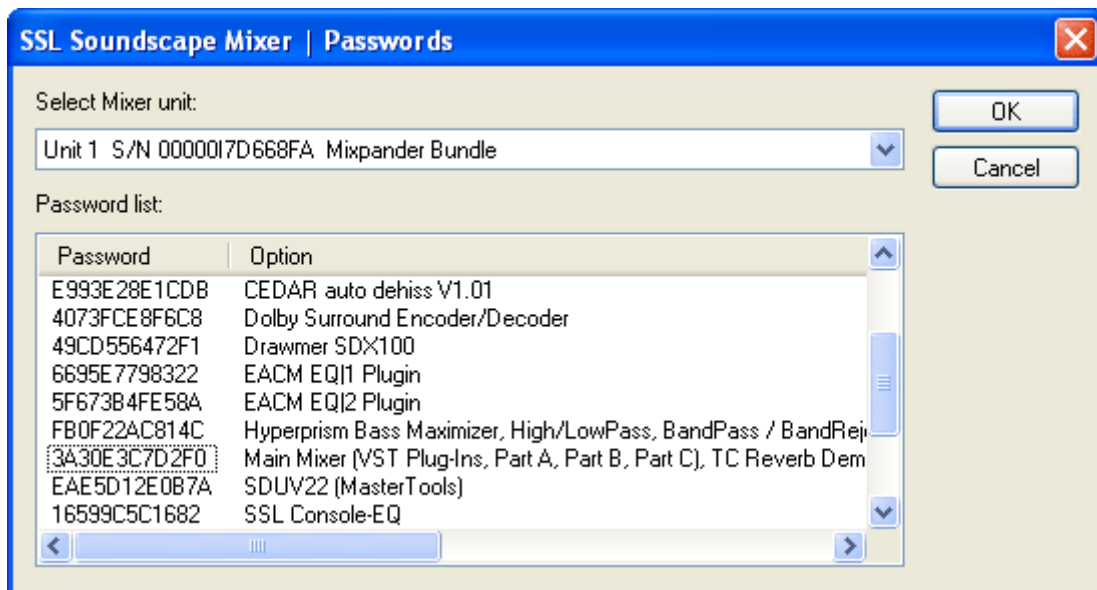 SSL Soundscape Mixer | Passwords
Select Mixer unit:
OK
Unit 1 S/N 00000I7D668FA Mixpander Bundle
Cancel
Password list:
Password Option
E993E28E1CDB CEDAR auto dehiss V1.01
4073FCE8F6C8 Dolby Surround Encoder/Decoder
49CD556472F1 Drawmer SDX100
6695E7798322 EACM EQ|1 Plugin
5F673B4FE58A EACM EQ|2 Plugin
FB0F22AC814C Hyperprism Bass Maximizer, High/LowPass, BandPass / BandReje
3A30E3C7D2F0 Main Mixer (VST Plug-Ins, Part A, Part B, Part C), TC Reverb Dem
EAE5D12E0B7A SDUV22 (MasterTools)
16599C5C1682 SSL Console-EQ